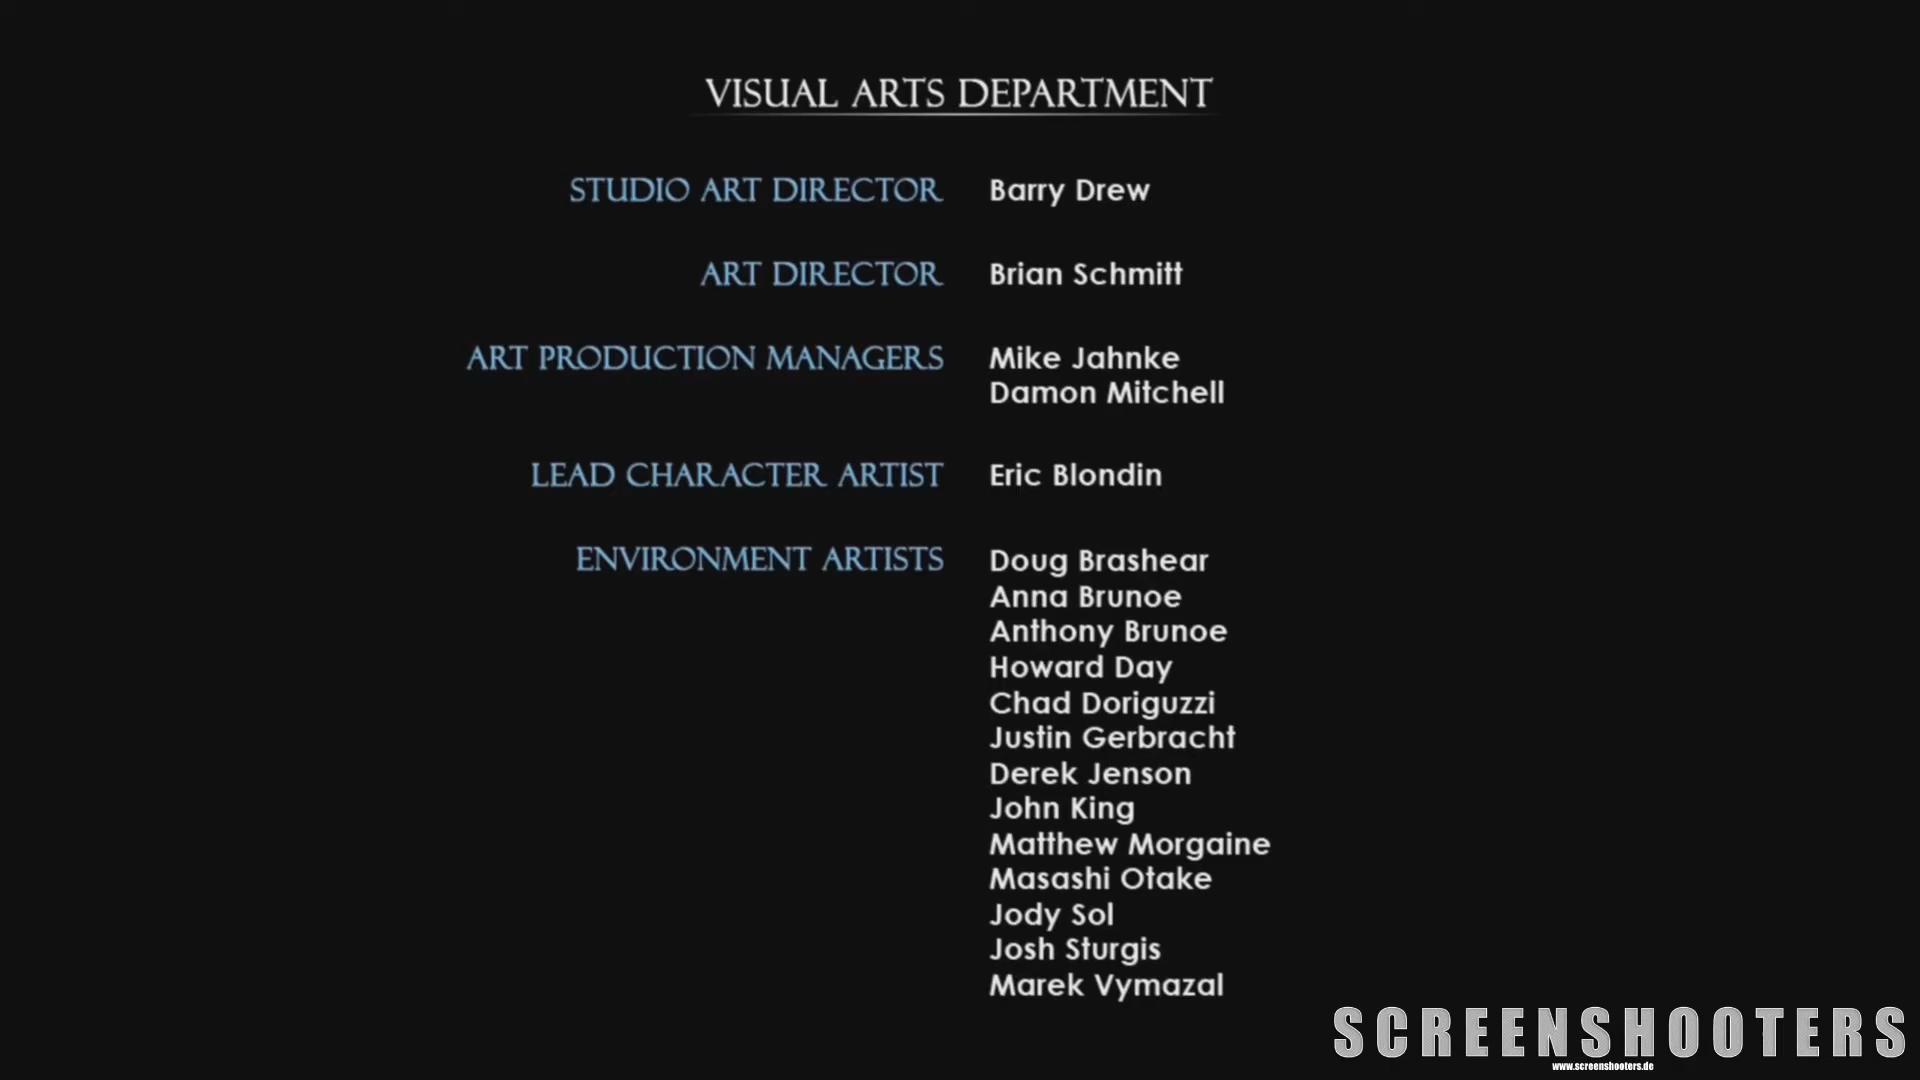 VISUAL ARTS DEPARTMENT
STUDIO ART DIRECTOR Barry Drew
ART DIRECTOR Brian Schmitt
ART PRODUCTION MANAGERS Mike Jahnke
Damon Mitchell
LEAD CHARACTER ARTIST Eric Blondin
ENVIRONMENT ARTISTS Doug Brashear
Anna Brunoe
Anthony Brunoe
Howard Day
Chad Doriguzzi
Justin Gerbracht
Derek Jenson
John King
Matthew Morgaine
Masashi Otake
Jody Sol
Josh Sturgis
Marek Vymazal
SCREENSHOOTERS
www.screenshooters.de